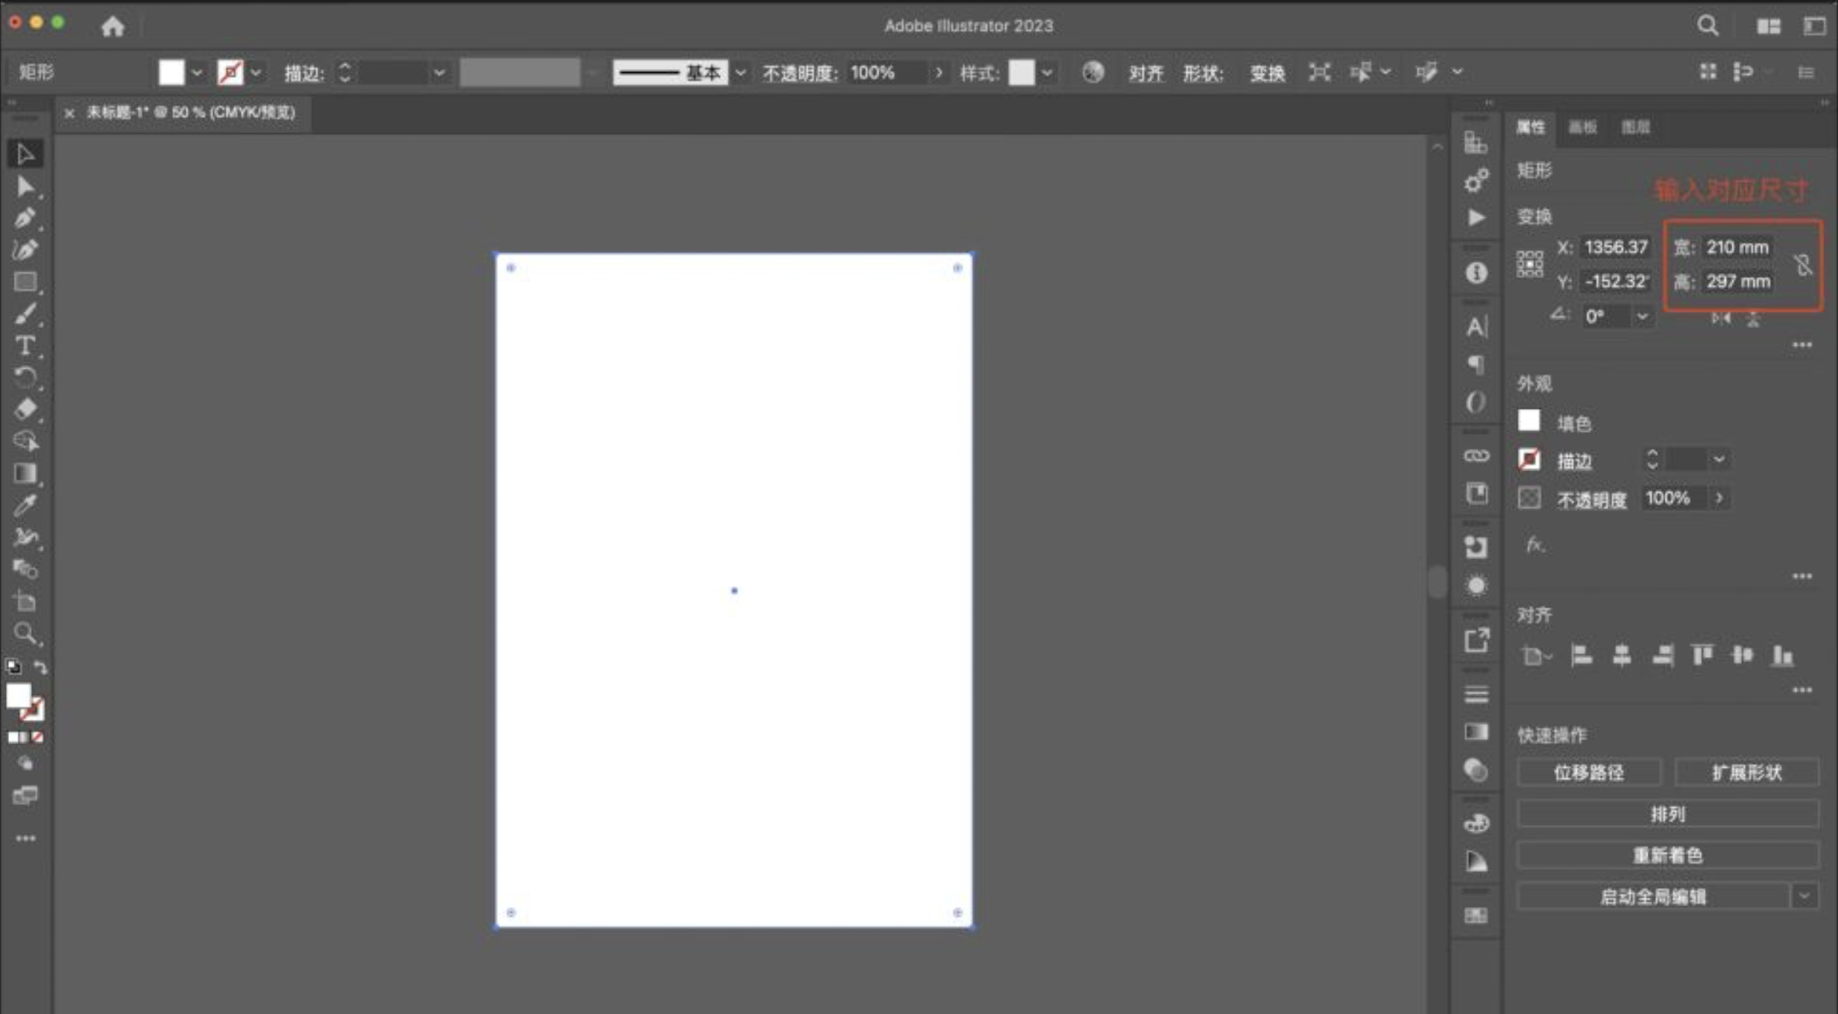 Adobe Illustrator 2023
矩形 描边: 基本 不透明度: 100% 样式: 对齐 形状: 变换
未标题-1* @ 50 % (CMYK/预览)
属性 画板 图层
矩形
输入对应尺寸
变换
X: 1356.37 宽: 210 mm
Y: -152.32 高: 297 mm
0°
外观
填色
描边
不透明度 100%
fx.
对齐
快速操作
位移路径 扩展形状
排列
重新着色
启动全局编辑